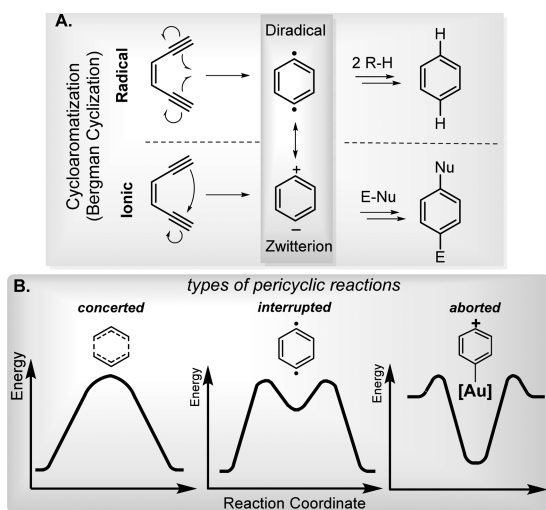 A.
Cycloaromatization
(Bergman Cyclization)
Radical
Diradical
2 R-H
H
H
Ionic
+
−
Zwitterion
E-Nu
Nu
E
B.
types of pericyclic reactions
concerted
interrupted
aborted
+
[Au]
Energy
Energy
Energy
Reaction Coordinate